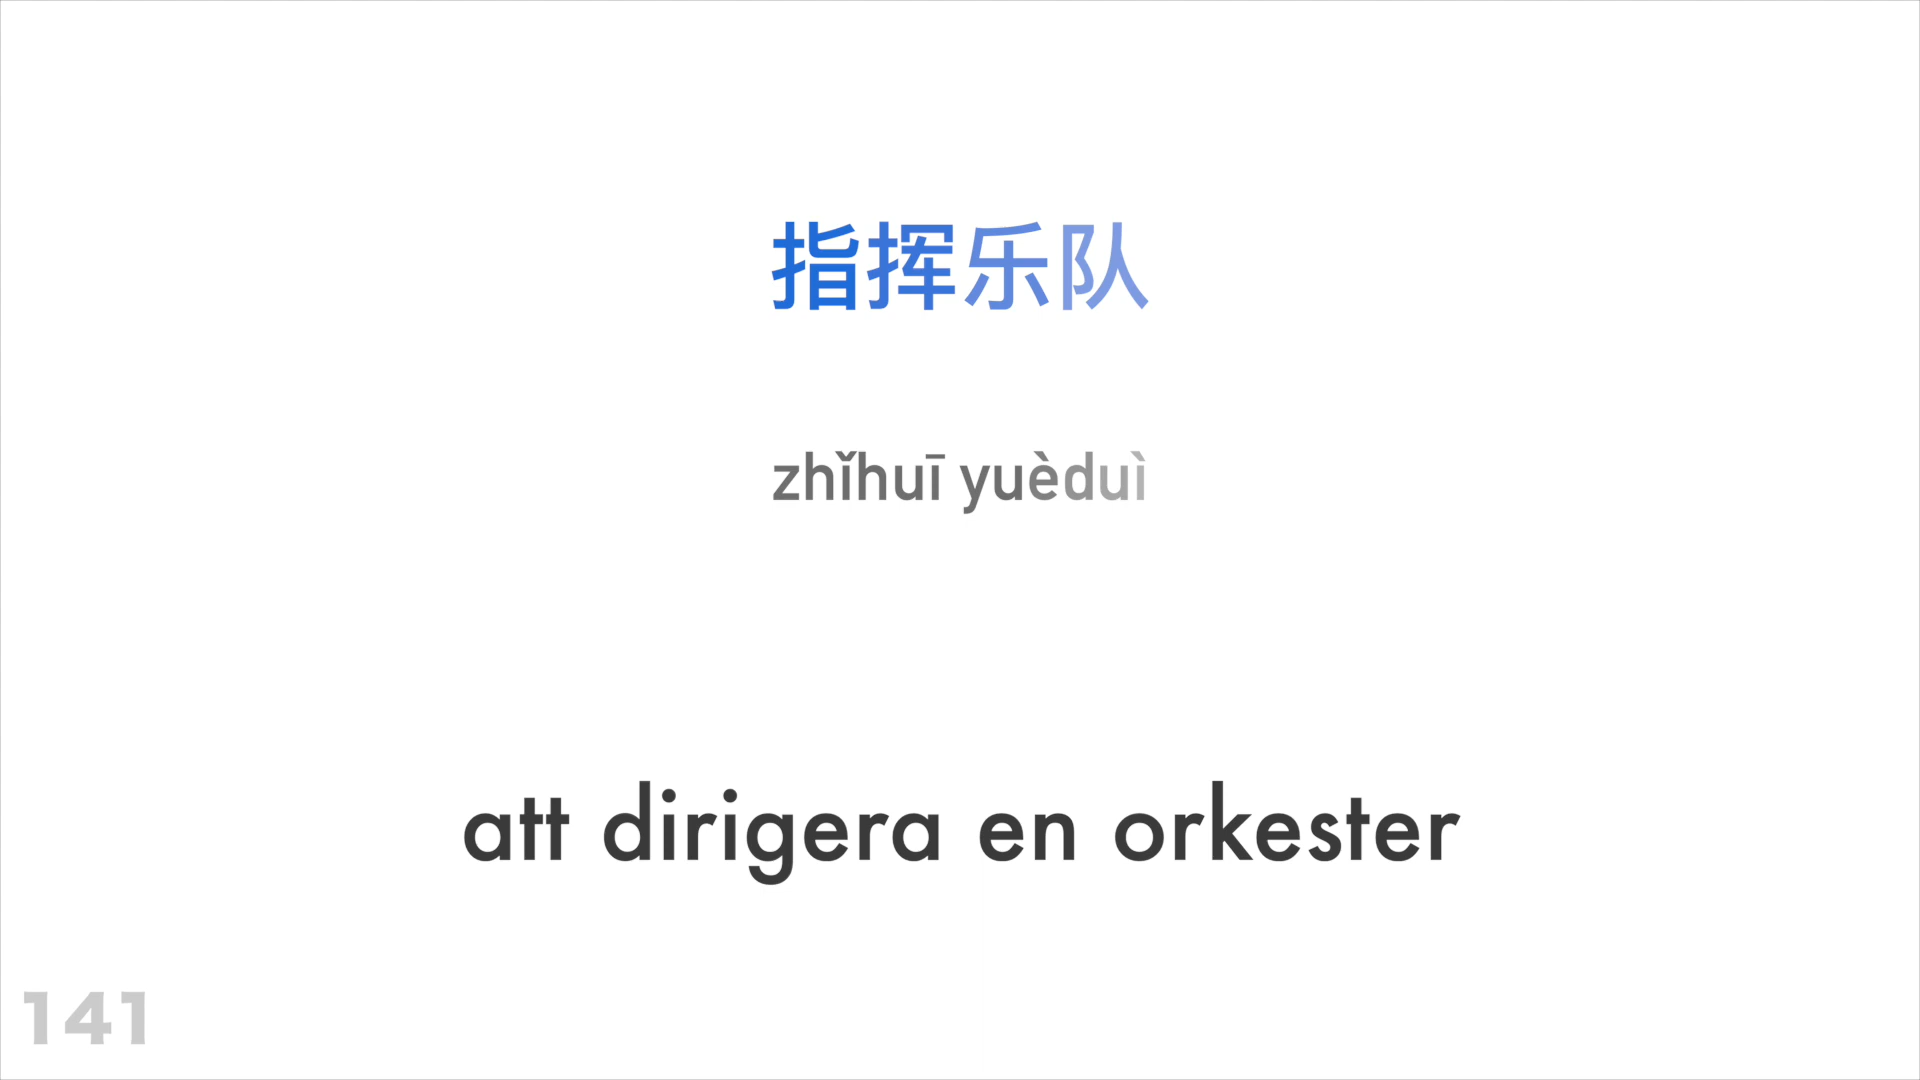 指挥乐队
zhǐhuī yuèduì
att dirigera en orkester
141